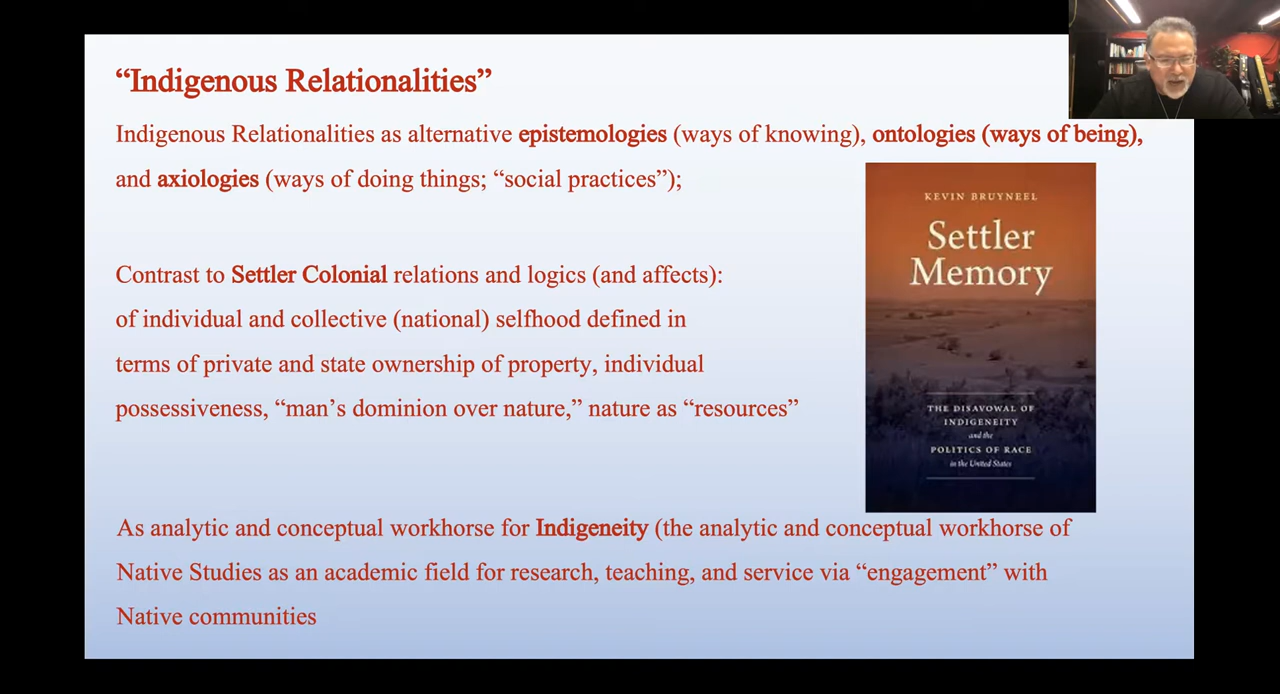 “Indigenous Relationalities”
Indigenous Relationalities as alternative epistemologies (ways of knowing), ontologies (ways of being),
and axiologies (ways of doing things; “social practices”);
Contrast to Settler Colonial relations and logics (and affects):
of individual and collective (national) selfhood defined in
terms of private and state ownership of property, individual
possessiveness, “man’s dominion over nature,” nature as “resources”
KEVIN BRUYNEEL
Settler
Memory
THE DISAVOWAL OF
INDIGENEITY
and the
POLITICS OF RACE
in the United States
As analytic and conceptual workhorse for Indigeneity (the analytic and conceptual workhorse of
Native Studies as an academic field for research, teaching, and service via “engagement” with
Native communities